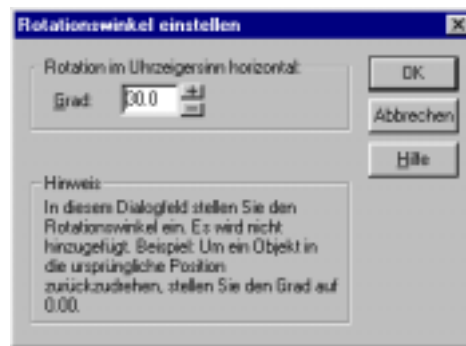 Rotationswinkel einstellen
Rotation im Uhrzeigersinn horizontal:
Grad: 30.0
OK
Abbrechen
Hilfe
Hinweis
In diesem Dialogfeld stellen Sie den
Rotationswinkel ein. Es wird nicht
hinzugefügt. Beispiel: Um ein Objekt in
die ursprüngliche Position
zurückzudrehen, stellen Sie den Grad auf
0.00.